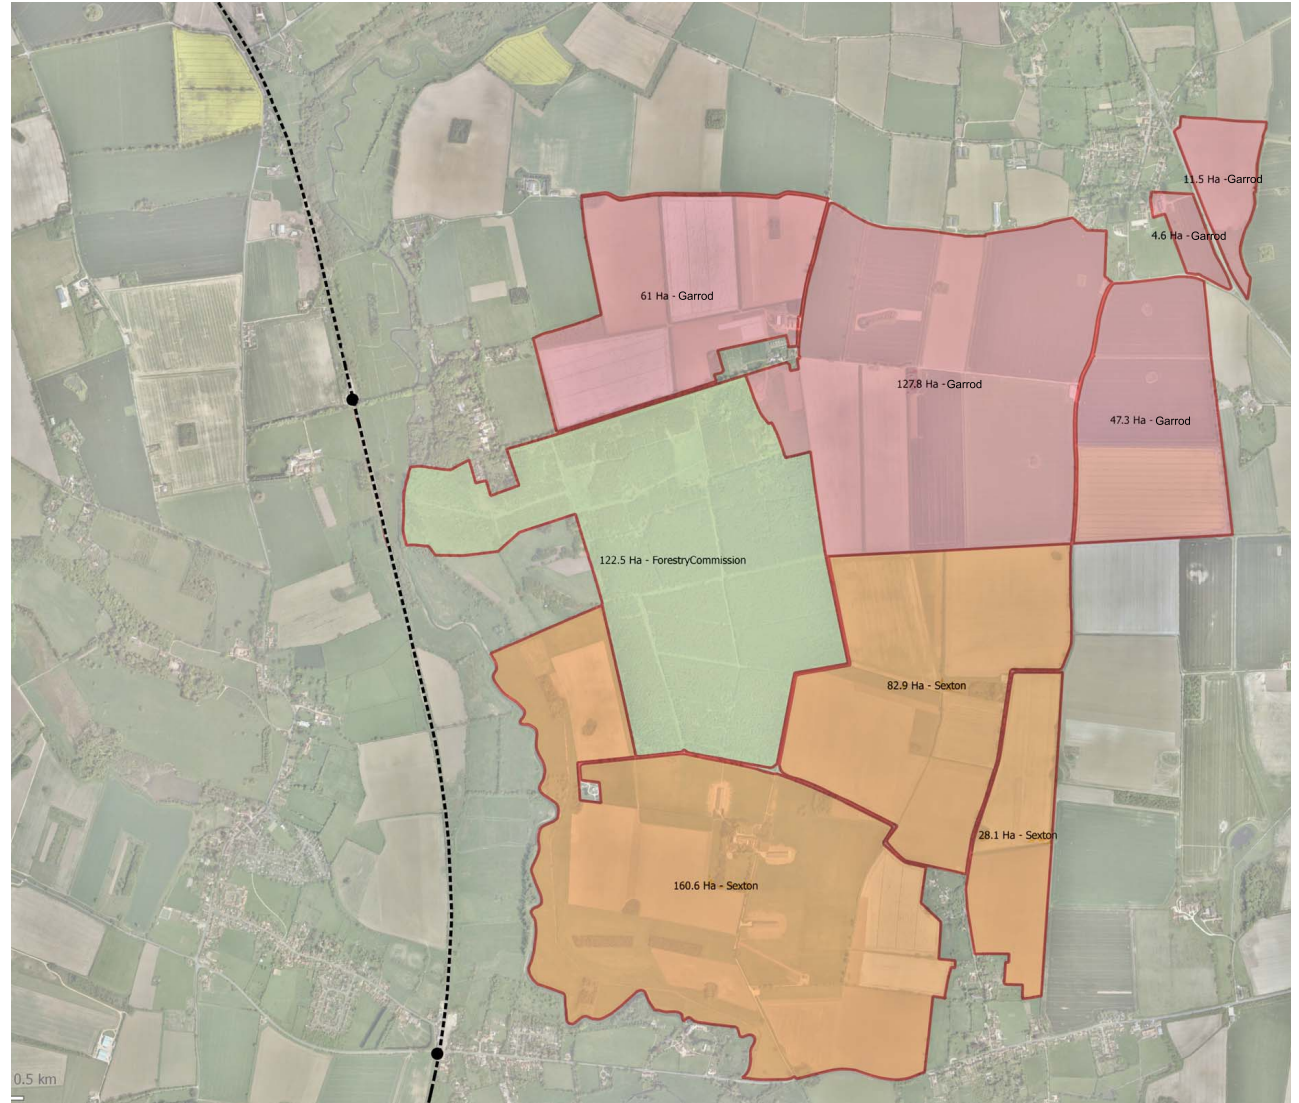 11.5 Ha -Garrod
4.6 Ha -Garrod
61 Ha - Garrod
127.8 Ha -Garrod
47.3 Ha - Garrod
122.5 Ha - ForestryCommission
82.9 Ha - Sexton
28.1 Ha - Sexton
160.6 Ha - Sexton
0.5 km